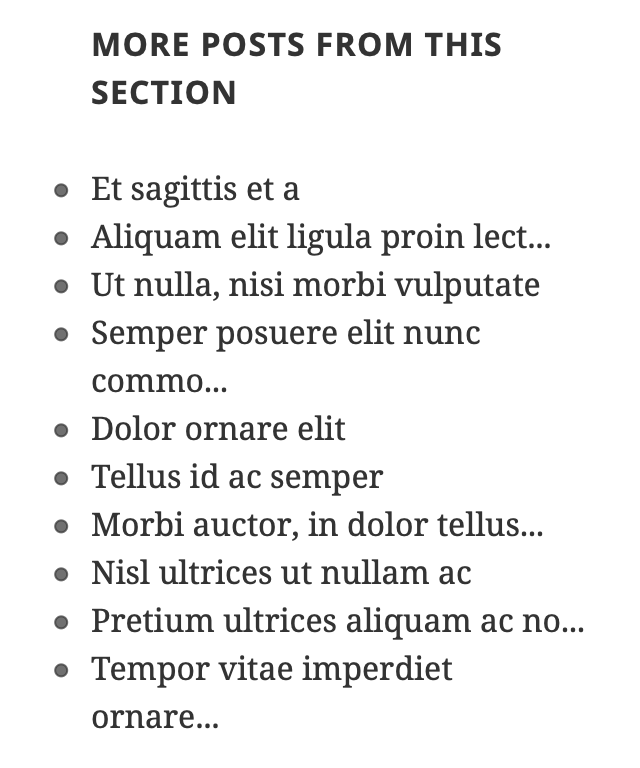 MORE POSTS FROM THIS
SECTION
Et sagittis et a
Aliquam elit ligula proin lect...
Ut nulla, nisi morbi vulputate
Semper posuere elit nunc
commo...
Dolor ornare elit
Tellus id ac semper
Morbi auctor, in dolor tellus...
Nisl ultrices ut nullam ac
Pretium ultrices aliquam ac no...
Tempor vitae imperdiet
ornare...